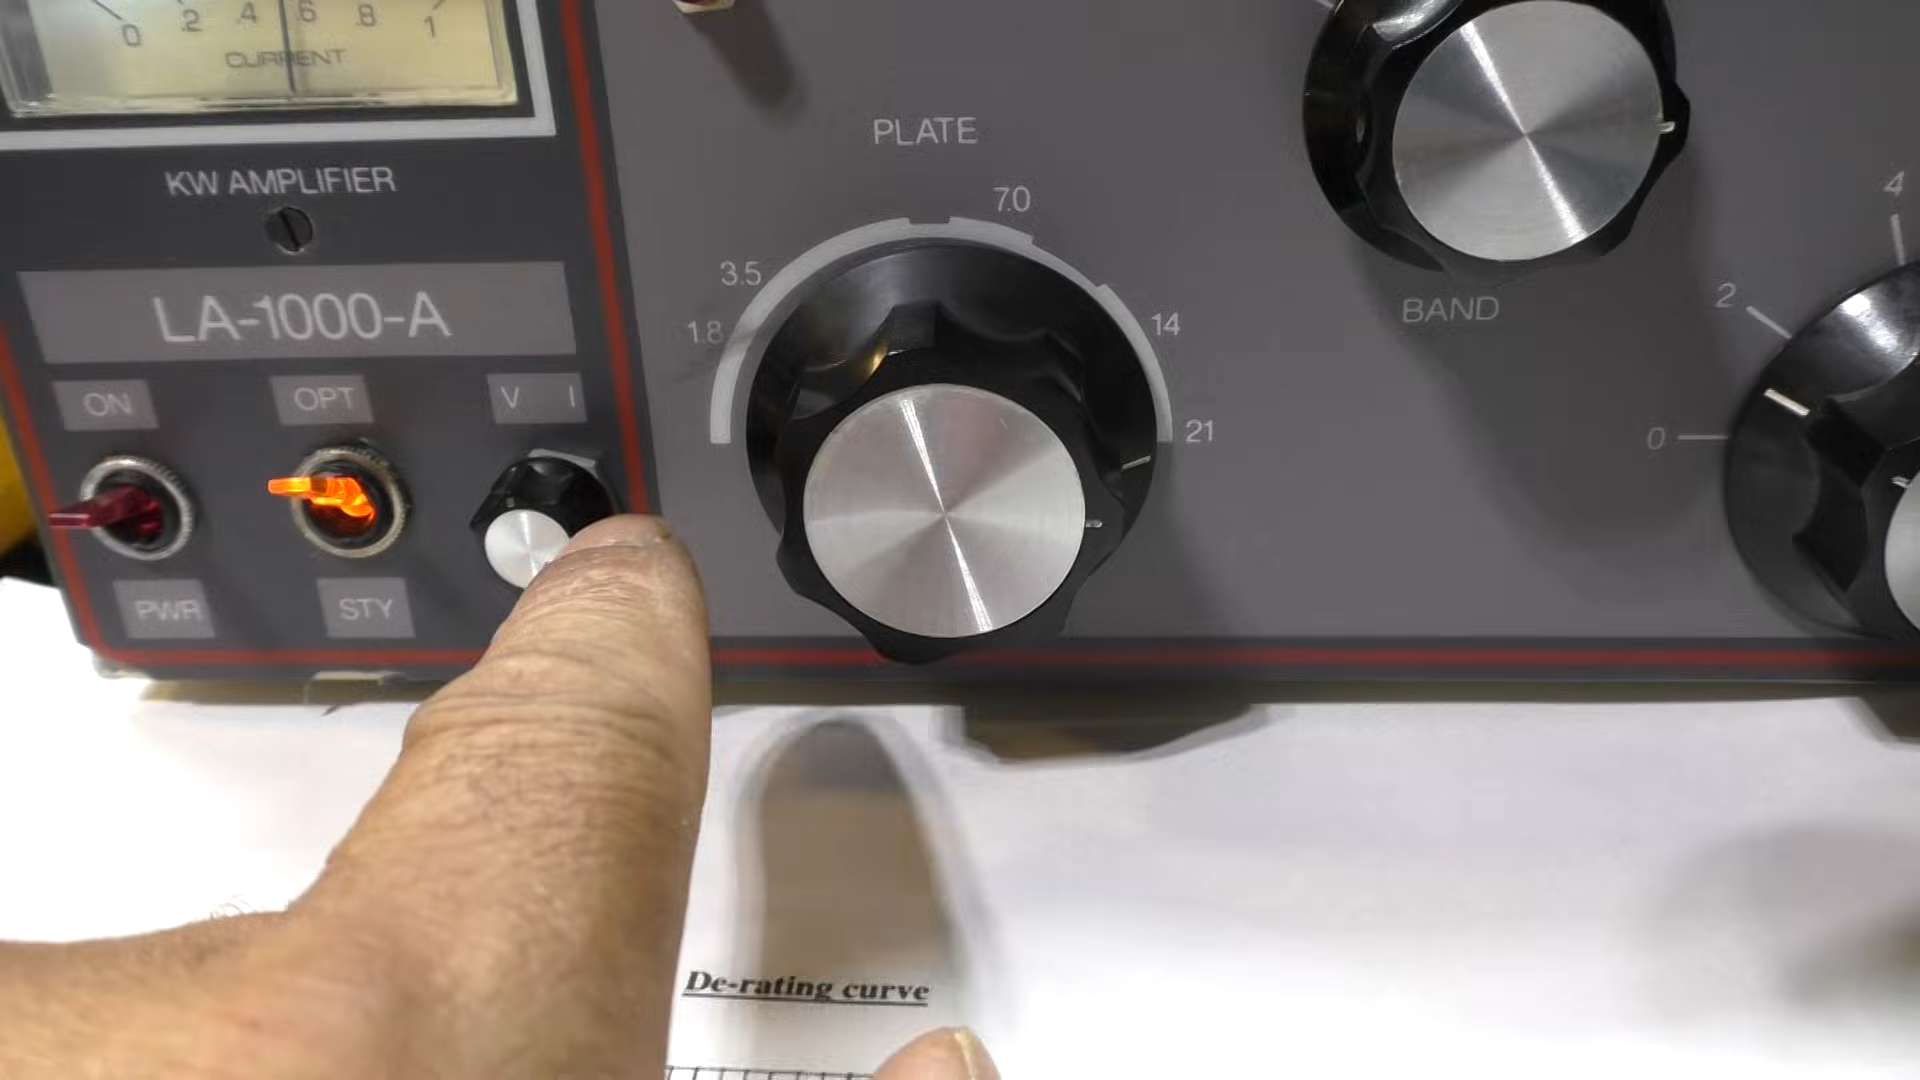 0 .2 .4 .6 .8 1
CURRENT
KW AMPLIFIER
LA-1000-A
ON OPT V I
PWR STY
PLATE
1.8 3.5 7.0 14 21
BAND
0 2 4
De-rating curve